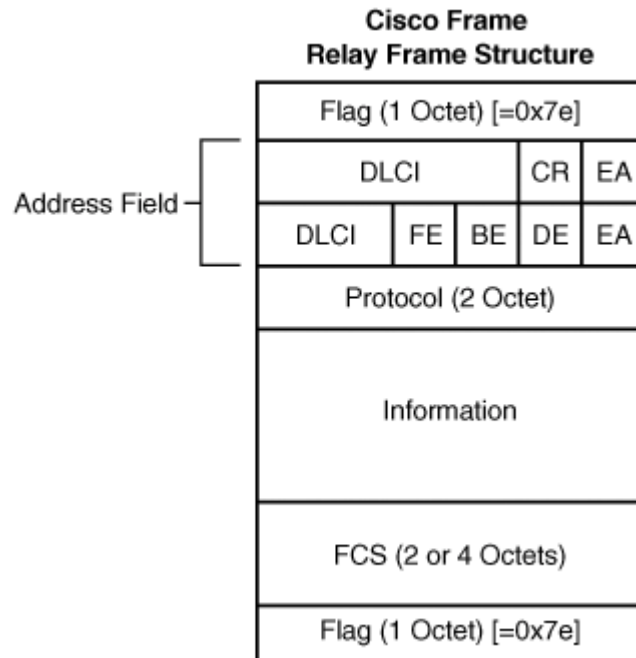 Cisco Frame
Relay Frame Structure
Flag (1 Octet) [=0x7e]
Address Field
DLCI CR EA
DLCI FE BE DE EA
Protocol (2 Octet)
Information
FCS (2 or 4 Octets)
Flag (1 Octet) [=0x7e]